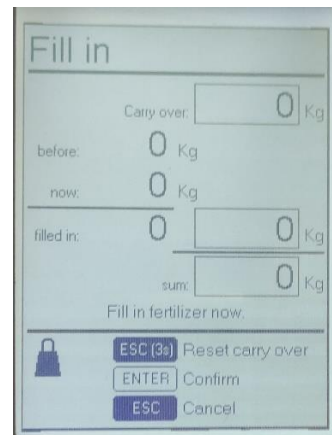 Fill in
Carry over: 0 Kg
before: 0 Kg
now: 0 Kg
filled in: 0 0 Kg
sum: 0 Kg
Fill in fertilizer now.
ESC (3s) Reset carry over
ENTER Confirm
ESC Cancel